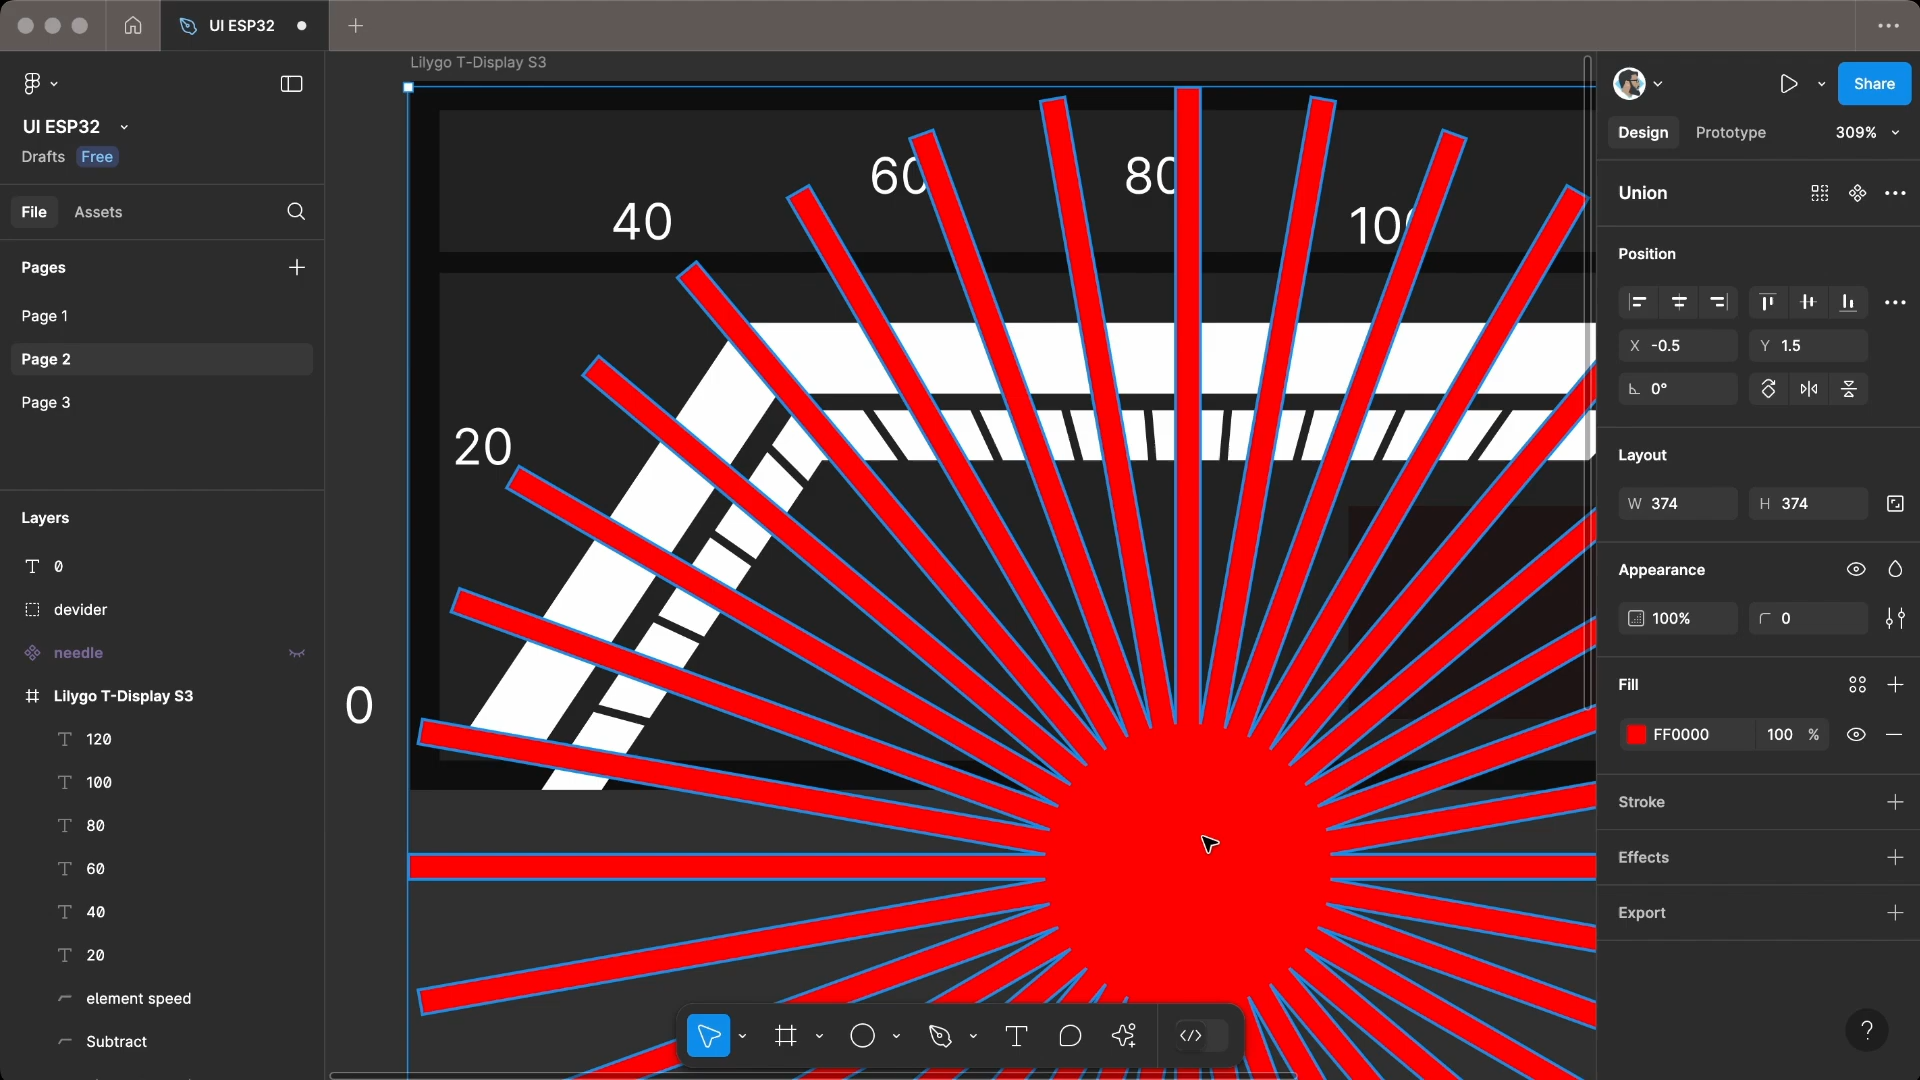 UI ESP32
Lilygo T-Display S3
UI ESP32
Drafts Free
File Assets
Pages
Page 1
Page 2
Page 3
Layers
0
devider
needle
Lilygo T-Display S3
120
100
80
60
40
20
element speed
Subtract
0
20
40
60
80
100
Share
Design Prototype 309%
Union
Position
X -0.5 Y 1.5
0°
Layout
W 374 H 374
Appearance
100% 0
Fill
FF0000 100 %
Stroke
Effects
Export
?